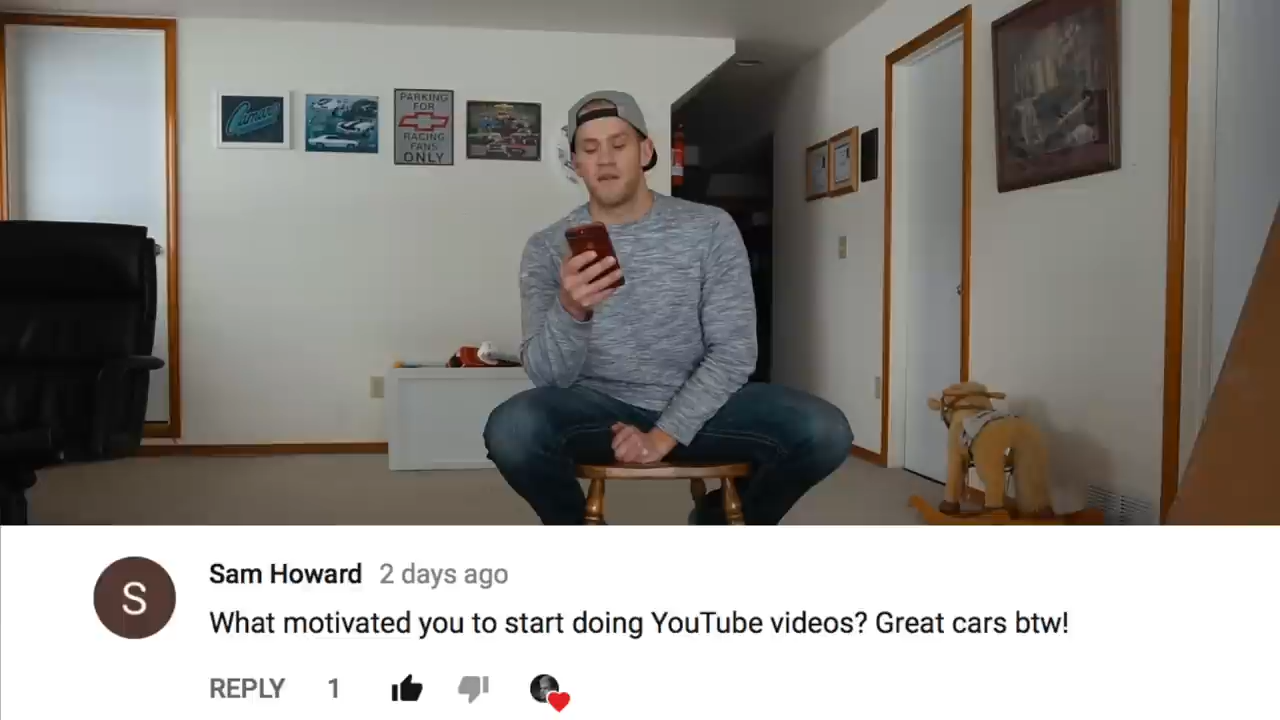 Camaro
PARKING
FOR
RACING
FANS
ONLY
S
Sam Howard 2 days ago
What motivated you to start doing YouTube videos? Great cars btw!
REPLY 1